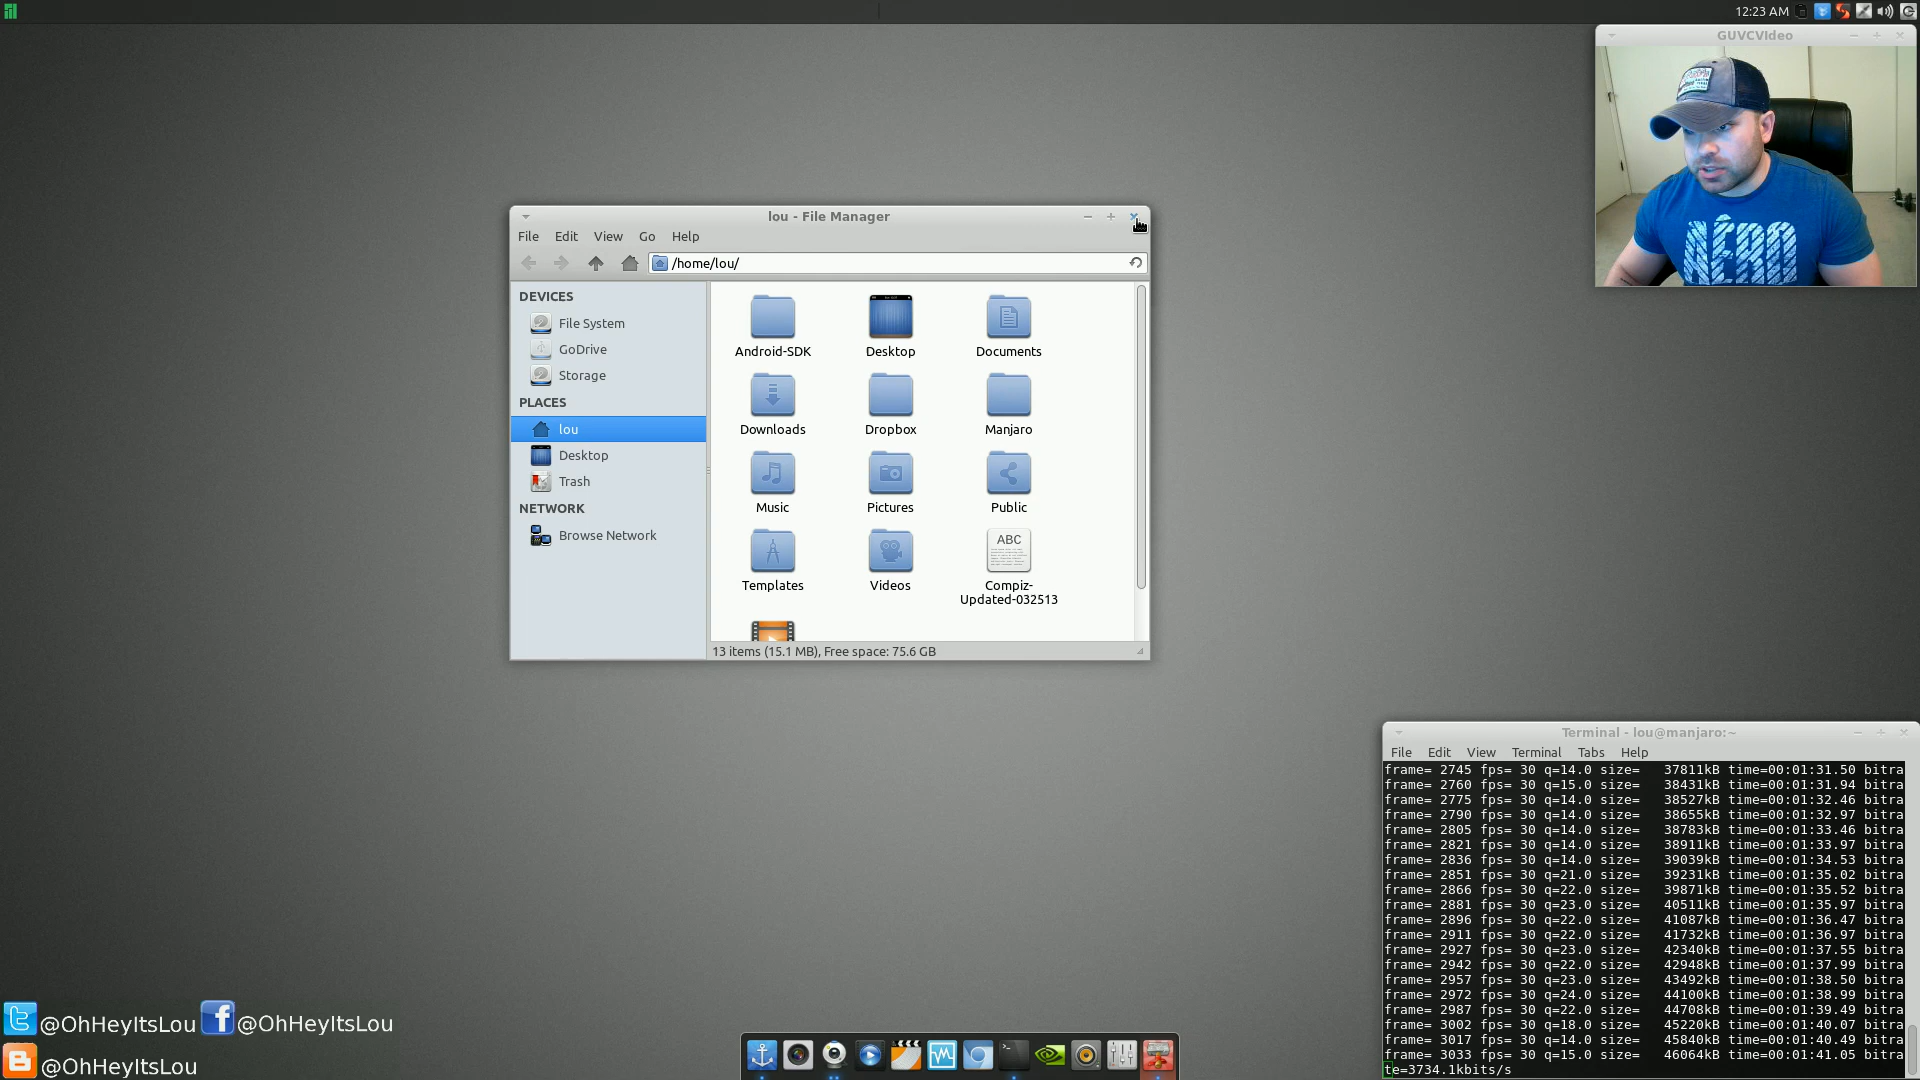 12:23 AM
GUVCVIdeo
AÉRO
lou - File Manager
File Edit View Go Help
/home/lou/
DEVICES
File System
GoDrive
Storage
PLACES
lou
Desktop
Trash
NETWORK
Browse Network
Android-SDK Desktop Documents
Downloads Dropbox Manjaro
Music Pictures Public
ABC
Templates Videos Compiz-
Updated-032513
13 items (15.1 MB), Free space: 75.6 GB
Terminal - lou@manjaro:~
File Edit View Terminal Tabs Help
frame= 2745 fps= 30 q=14.0 size= 37811kB time=00:01:31.50 bitra
frame= 2760 fps= 30 q=15.0 size= 38431kB time=00:01:31.94 bitra
frame= 2775 fps= 30 q=14.0 size= 38527kB time=00:01:32.46 bitra
frame= 2790 fps= 30 q=14.0 size= 38655kB time=00:01:32.97 bitra
frame= 2805 fps= 30 q=14.0 size= 38783kB time=00:01:33.46 bitra
frame= 2821 fps= 30 q=14.0 size= 38911kB time=00:01:33.97 bitra
frame= 2836 fps= 30 q=14.0 size= 39039kB time=00:01:34.53 bitra
frame= 2851 fps= 30 q=21.0 size= 39231kB time=00:01:35.02 bitra
frame= 2866 fps= 30 q=22.0 size= 39871kB time=00:01:35.52 bitra
frame= 2881 fps= 30 q=23.0 size= 40511kB time=00:01:35.97 bitra
frame= 2896 fps= 30 q=22.0 size= 41087kB time=00:01:36.47 bitra
frame= 2911 fps= 30 q=22.0 size= 41732kB time=00:01:36.97 bitra
frame= 2927 fps= 30 q=23.0 size= 42340kB time=00:01:37.55 bitra
frame= 2942 fps= 30 q=22.0 size= 42948kB time=00:01:37.99 bitra
frame= 2957 fps= 30 q=23.0 size= 43492kB time=00:01:38.50 bitra
frame= 2972 fps= 30 q=24.0 size= 44100kB time=00:01:38.99 bitra
frame= 2987 fps= 30 q=22.0 size= 44708kB time=00:01:39.49 bitra
frame= 3002 fps= 30 q=18.0 size= 45220kB time=00:01:40.07 bitra
frame= 3017 fps= 30 q=14.0 size= 45840kB time=00:01:40.49 bitra
frame= 3033 fps= 30 q=15.0 size= 46064kB time=00:01:41.05 bitra
te=3734.1kbits/s
@OhHeyItsLou @OhHeyItsLou
@OhHeyItsLou